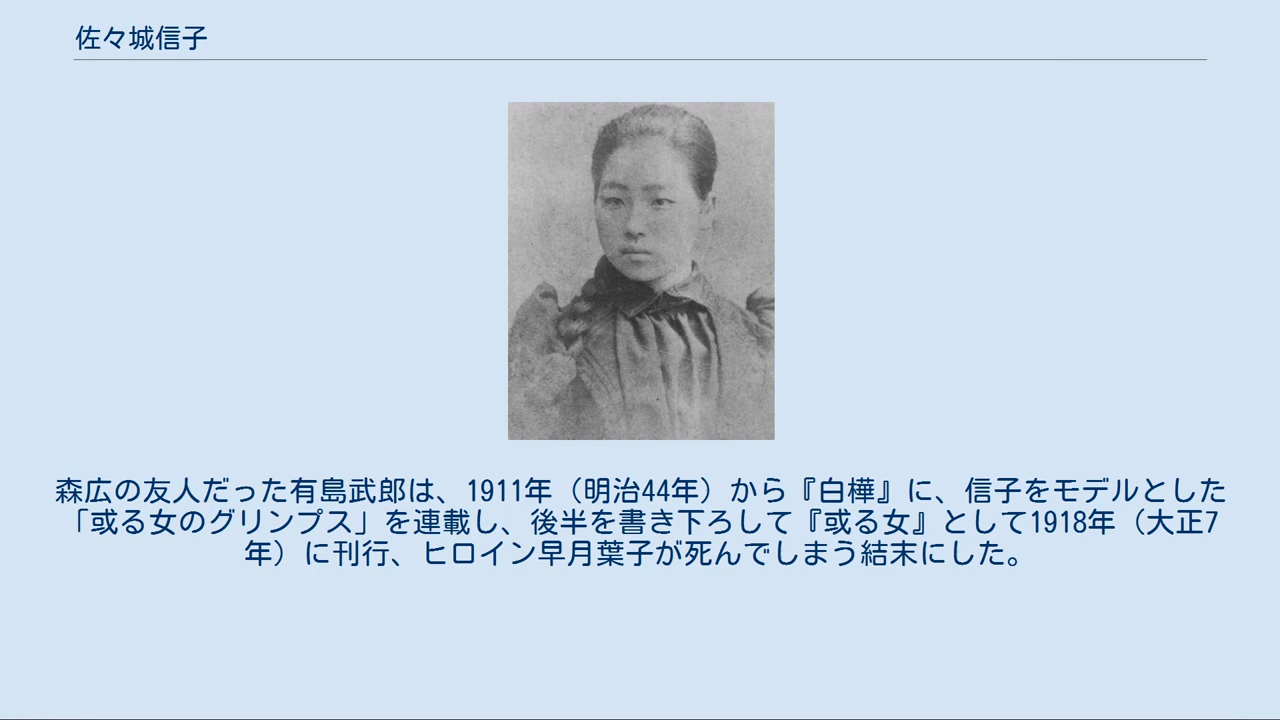 佐々城信子
森広の友人だった有島武郎は、1911年（明治44年）から『白樺』に、信子をモデルとした
「或る女のグリンプス」を連載し、後半を書き下ろして『或る女』として1918年（大正7
年）に刊行、ヒロイン早月葉子が死んでしまう結末にした。